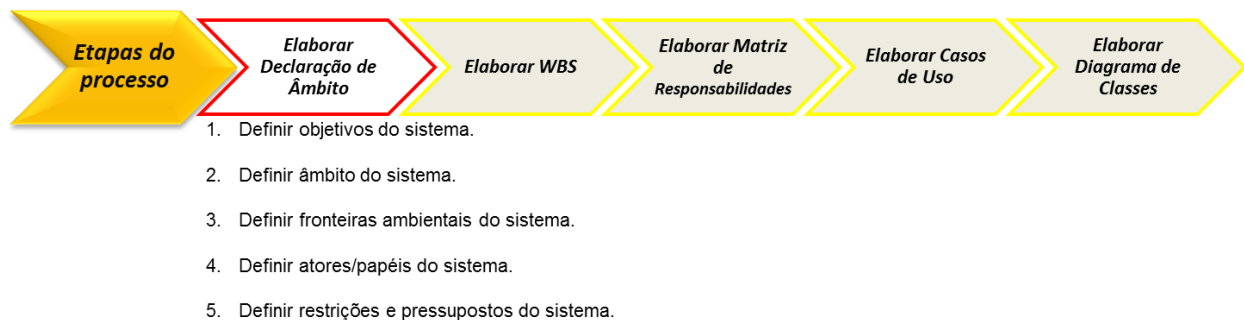 Etapas do
processo
Elaborar
Declaração de
Âmbito
Elaborar WBS
Elaborar Matriz
de
Responsabilidades
Elaborar Casos
de Uso
Elaborar
Diagrama de
Classes
1. Definir objetivos do sistema.
2. Definir âmbito do sistema.
3. Definir fronteiras ambientais do sistema.
4. Definir atores/papéis do sistema.
5. Definir restrições e pressupostos do sistema.